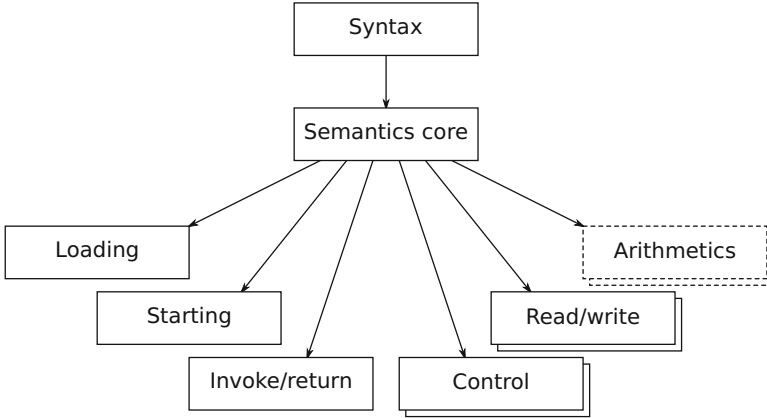 Syntax
Semantics core
Loading
Arithmetics
Starting
Read/write
Invoke/return
Control